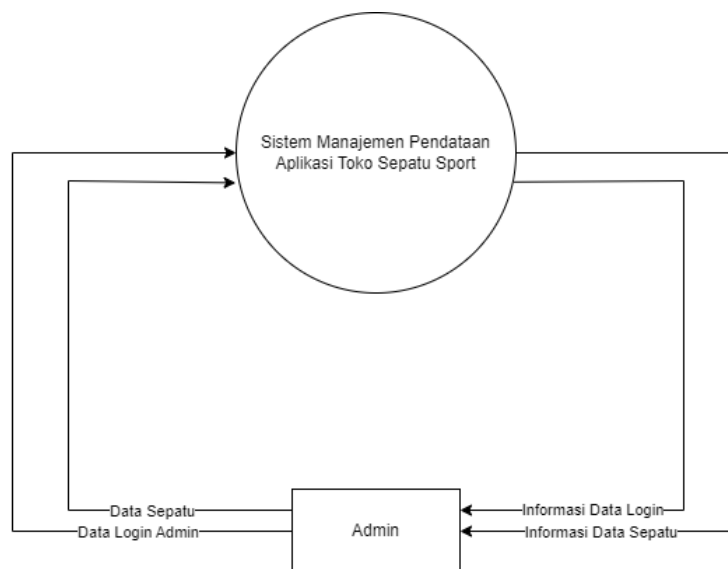 Sistem Manajemen Pendataan
Aplikasi Toko Sepatu Sport
Data Sepatu
Informasi Data Login
Data Login Admin
Admin
Informasi Data Sepatu